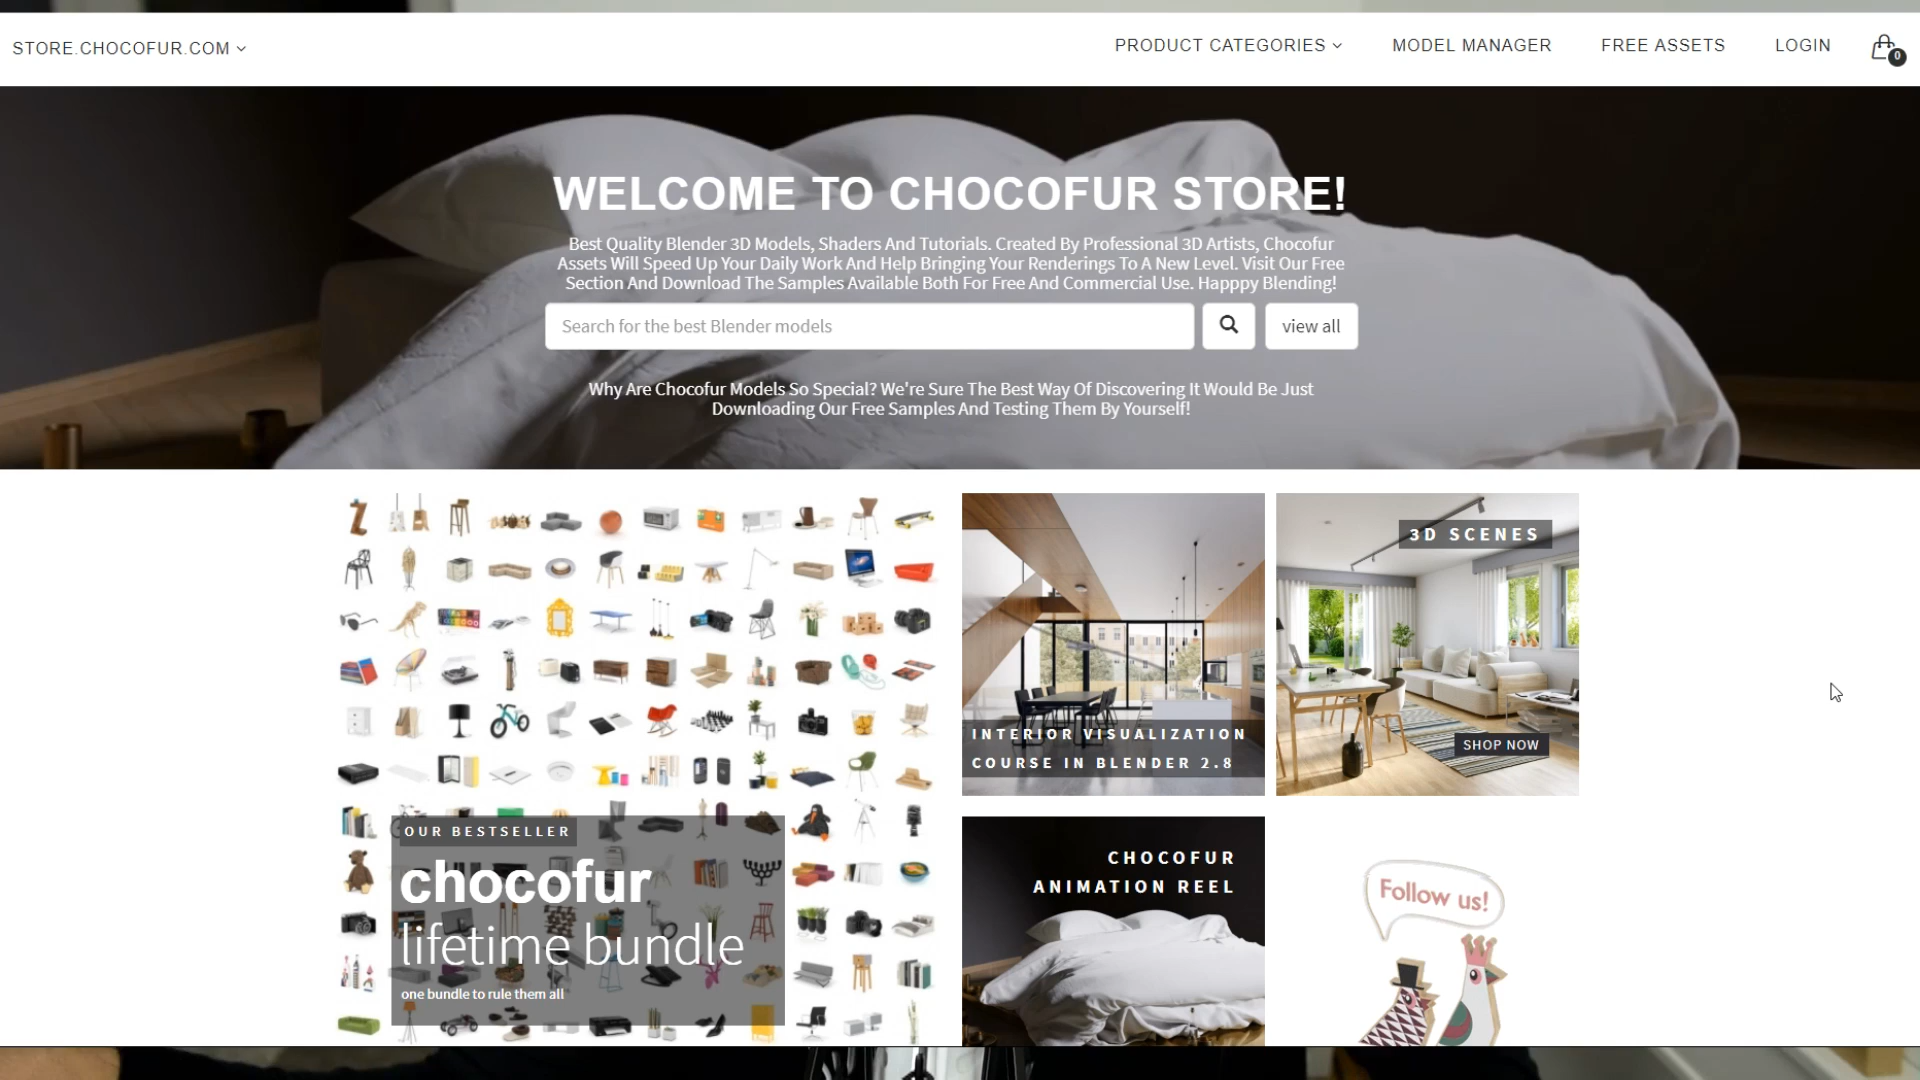 STORE.CHOCOFUR.COM
PRODUCT CATEGORIES
MODEL MANAGER
FREE ASSETS
LOGIN
0
WELCOME TO CHOCOFUR STORE!
Best Quality Blender 3D Models, Shaders And Tutorials. Created By Professional 3D Artists, Chocofur
Assets Will Speed Up Your Daily Work And Help Bringing Your Renderings To A New Level. Visit Our Free
Section And Download The Samples Available Both For Free And Commercial Use. Happpy Blending!
Search for the best Blender models
view all
Why Are Chocofur Models So Special? We're Sure The Best Way Of Discovering It Would Be Just
Downloading Our Free Samples And Testing Them By Yourself!
OUR BESTSELLER
chocofur
lifetime bundle
one bundle to rule them all
INTERIOR VISUALIZATION
COURSE IN BLENDER 2.8
3D SCENES
SHOP NOW
CHOCOFUR
ANIMATION REEL
Follow us!